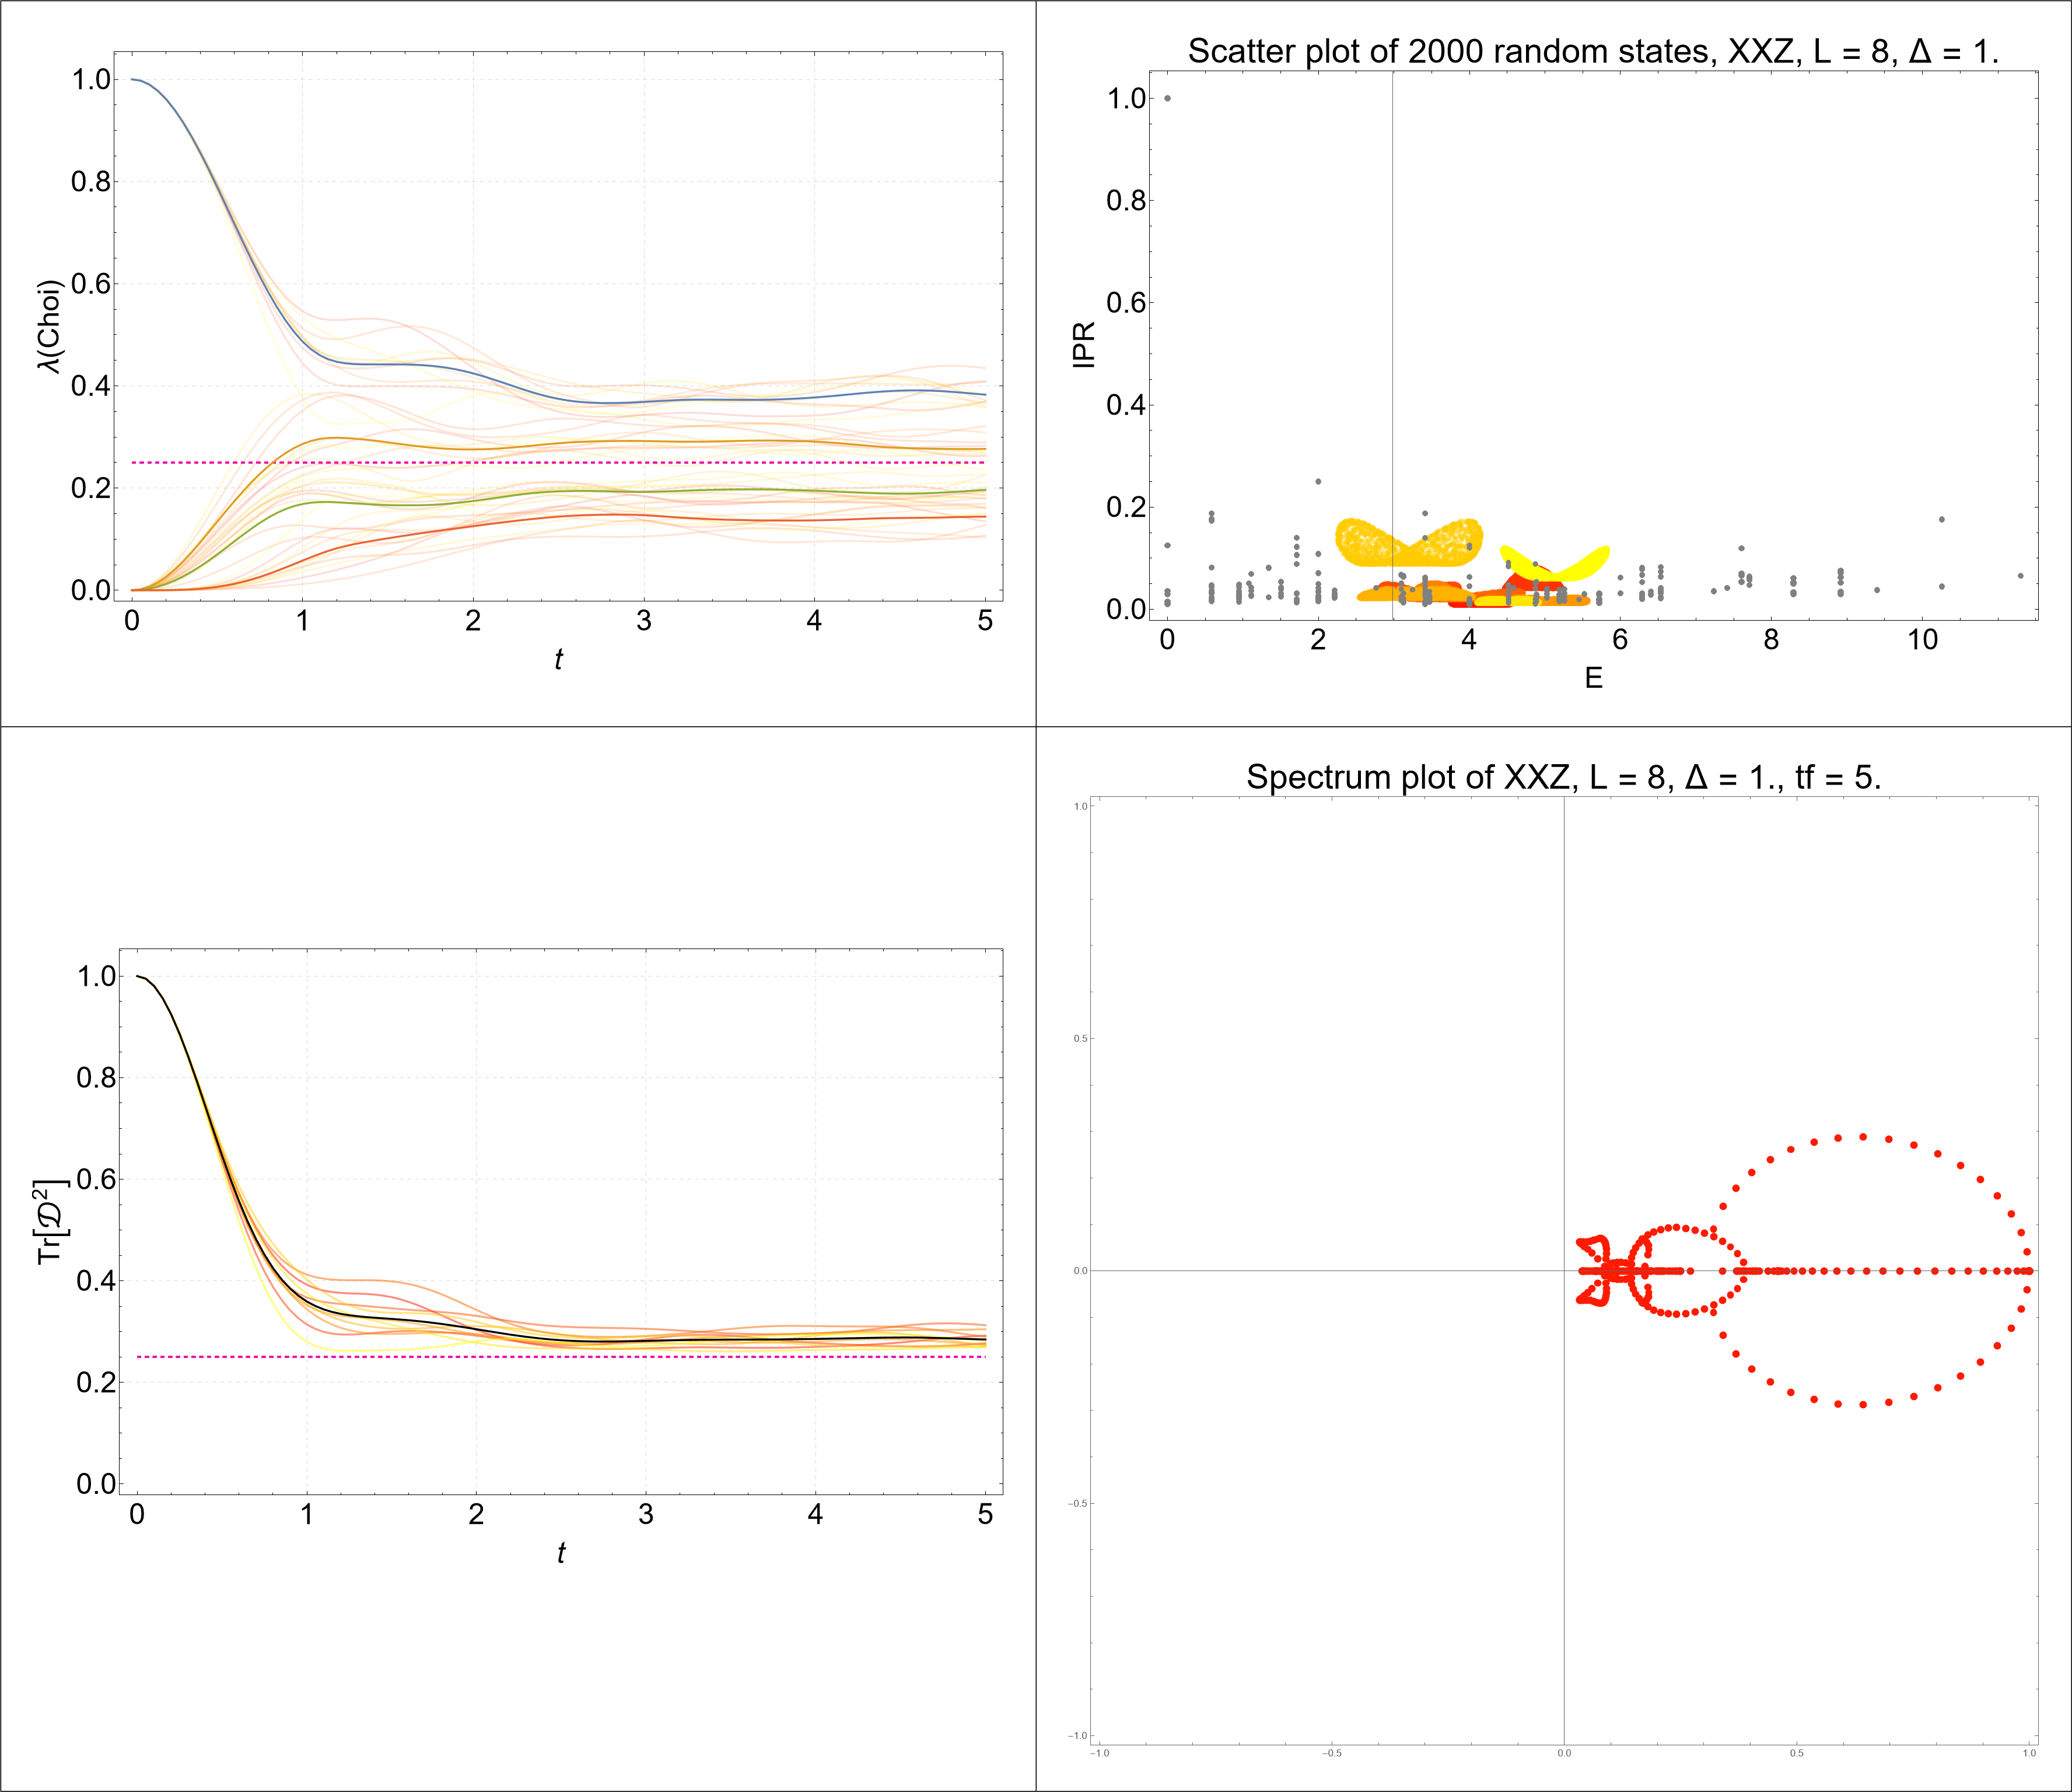 1.0
0.8
0.6
0.4
0.2
0.0
λ(Choi)
0 1 2 3 4 5
t
Scatter plot of 2000 random states, XXZ, L = 8, Δ = 1.
1.0
0.8
0.6
0.4
0.2
0.0
IPR
0 2 4 6 8 10
E
1.0
0.8
0.6
0.4
0.2
0.0
Tr[𝒟²]
0 1 2 3 4 5
t
Spectrum plot of XXZ, L = 8, Δ = 1., tf = 5.
1.0
0.5
0.0
−0.5
−1.0
−1.0 −0.5 0.0 0.5 1.0